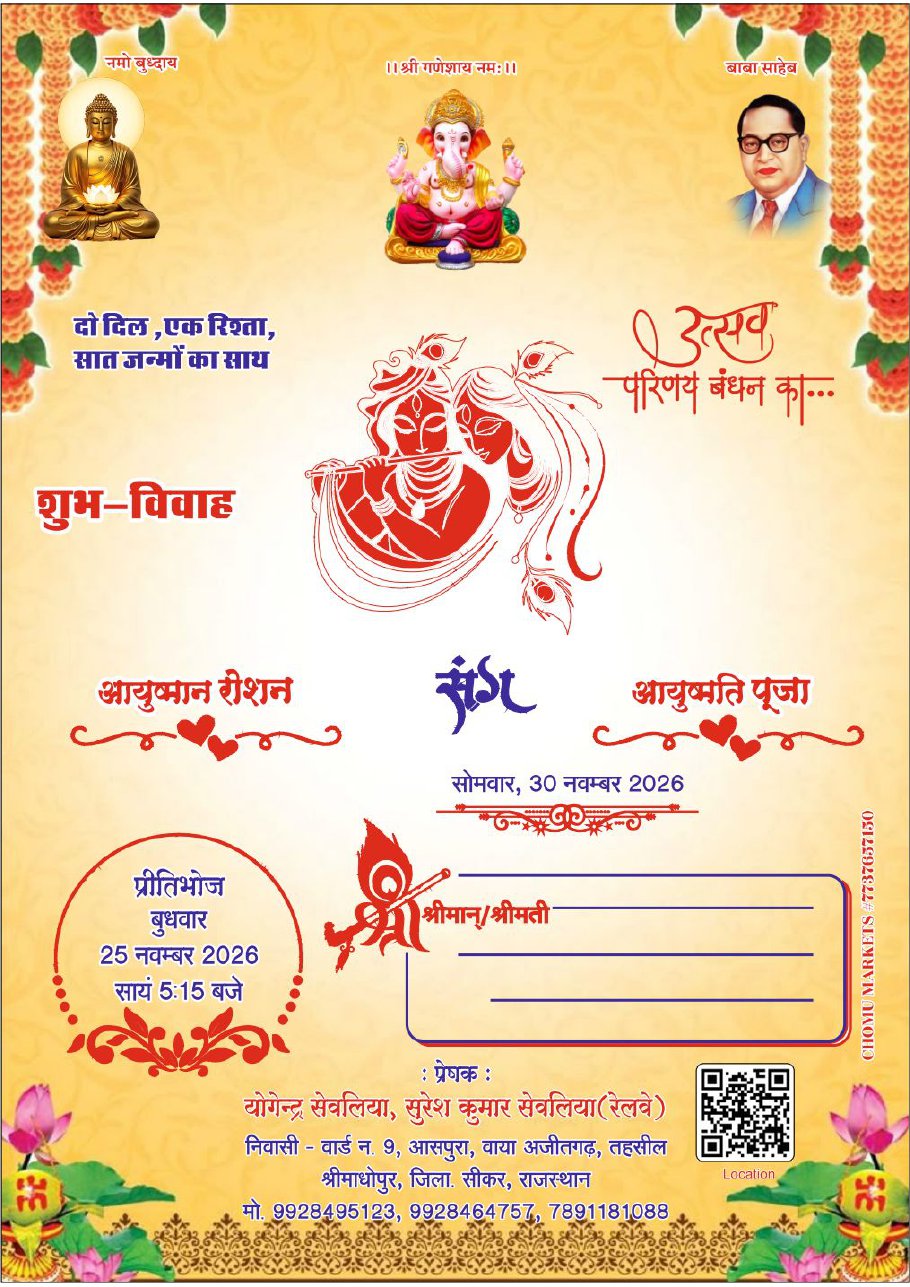 नमो बुध्दाय
।।श्री गणेशाय नम:।।
बाबा साहेब
दो दिल ,एक रिश्ता,
सात जन्मों का साथ
उत्सव
परिणय बंधन का...
शुभ-विवाह
आयुष्मान रोशन
संग
आयुष्मति पूजा
सोमवार, 30 नवम्बर 2026
प्रीतिभोज
बुधवार
25 नवम्बर 2026
सायं 5:15 बजे
श्री
श्रीमान्/श्रीमती
CHOMU MARKETS #7737657150
: प्रेषक :
योगेन्द्र सेवलिया, सुरेश कुमार सेवलिया(रेलवे)
निवासी - वार्ड न. 9, आसपुरा, वाया अजीतगढ़, तहसील
श्रीमाधोपुर, जिला. सीकर, राजस्थान
मो. 9928495123, 9928464757, 7891181088
Location